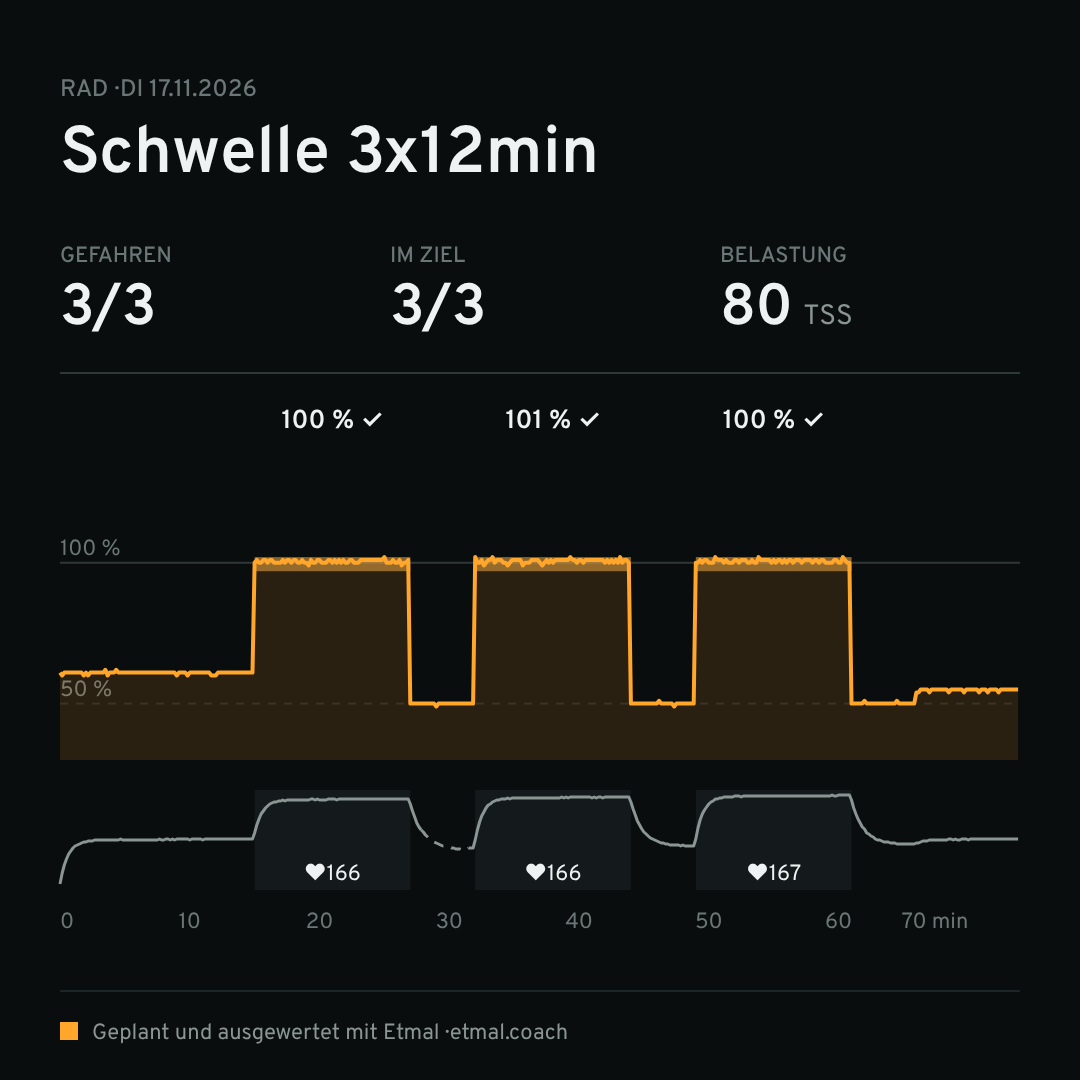 RAD ·DI 17.11.2026
Schwelle 3x12min
GEFAHREN IM ZIEL BELASTUNG
3/3 3/3 80 TSS
100 % ✓ 101 % ✓ 100 % ✓
100 %
50 %
♥166 ♥166 ♥167
0 10 20 30 40 50 60 70 min
Geplant und ausgewertet mit Etmal ·etmal.coach